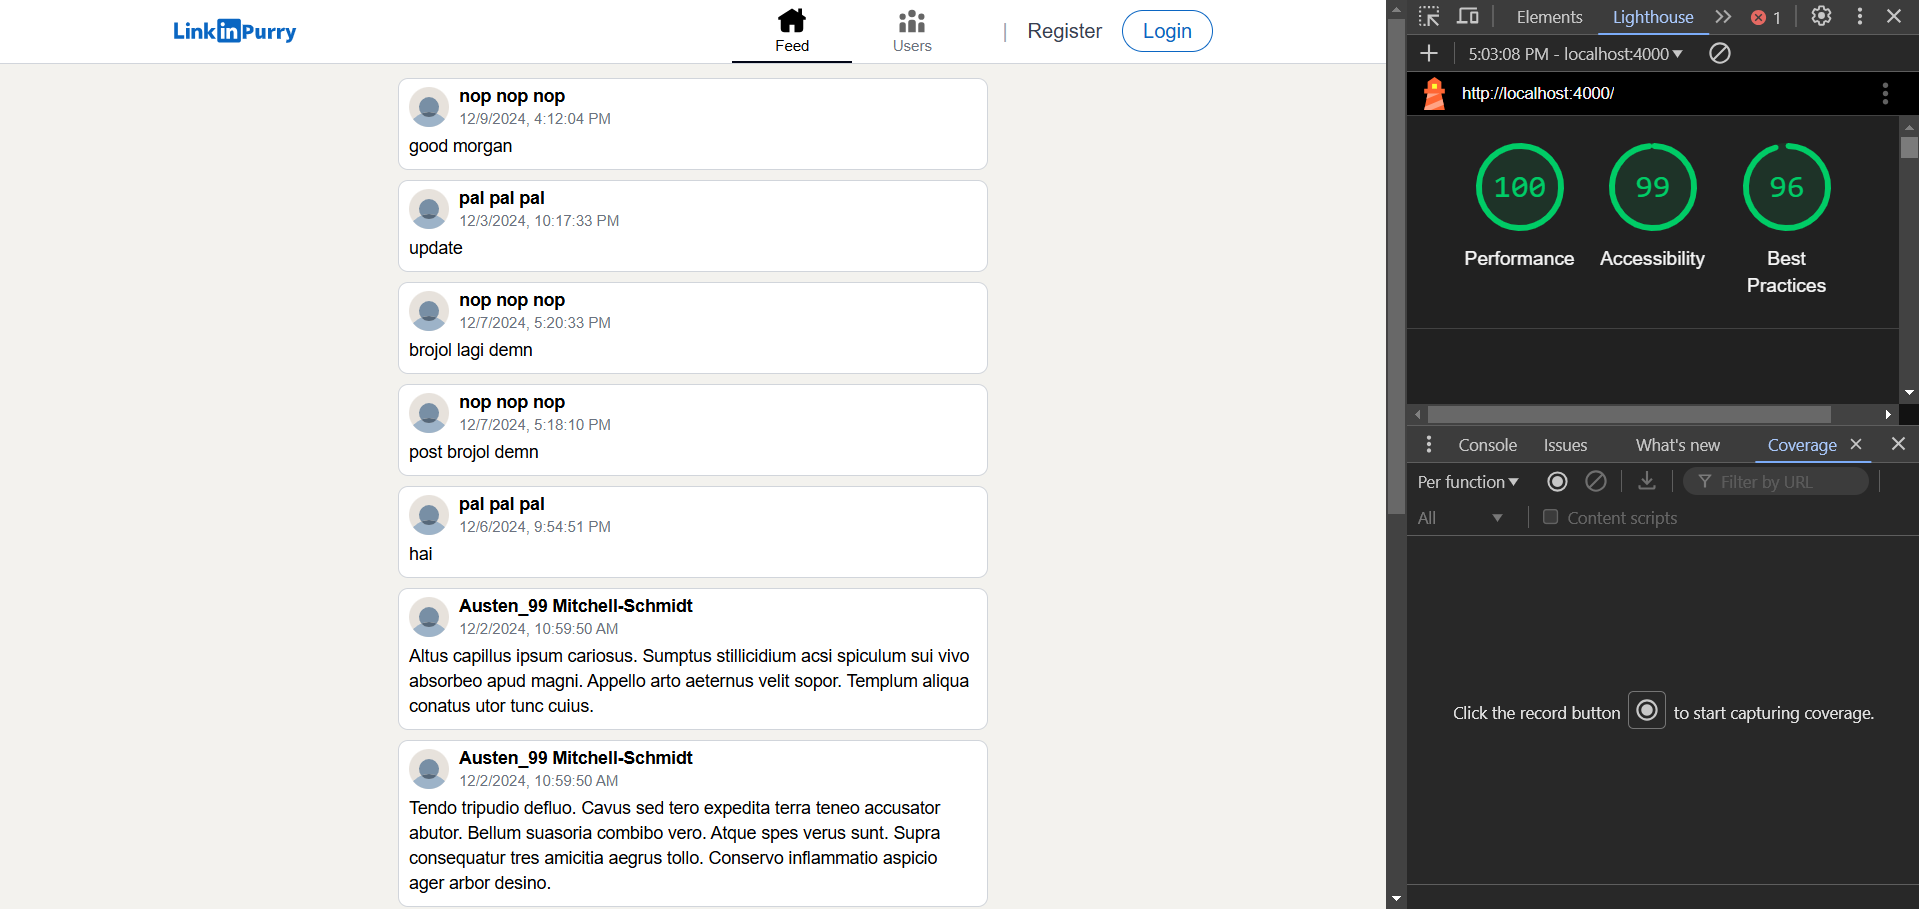 LinkinPurry
Feed
Users
| Register
Login
nop nop nop
12/9/2024, 4:12:04 PM
good morgan
pal pal pal
12/3/2024, 10:17:33 PM
update
nop nop nop
12/7/2024, 5:20:33 PM
brojol lagi demn
nop nop nop
12/7/2024, 5:18:10 PM
post brojol demn
pal pal pal
12/6/2024, 9:54:51 PM
hai
Austen_99 Mitchell-Schmidt
12/2/2024, 10:59:50 AM
Altus capillus ipsum cariosus. Sumptus stillicidium acsi spiculum sui vivo
absorbeo apud magni. Appello arto aeternus velit sopor. Templum aliqua
conatus utor tunc cuius.
Austen_99 Mitchell-Schmidt
12/2/2024, 10:59:50 AM
Tendo tripudio defluo. Cavus sed tero expedita terra teneo accusator
abutor. Bellum suasoria combibo vero. Atque spes verus sunt. Supra
consequatur tres amicitia aegrus tollo. Conservo inflammatio aspicio
ager arbor desino.
Elements
Lighthouse
1
5:03:08 PM - localhost:4000
http://localhost:4000/
100
99
96
Performance
Accessibility
Best
Practices
Console
Issues
What's new
Coverage
Per function
Filter by URL
All
Content scripts
Click the record button to start capturing coverage.